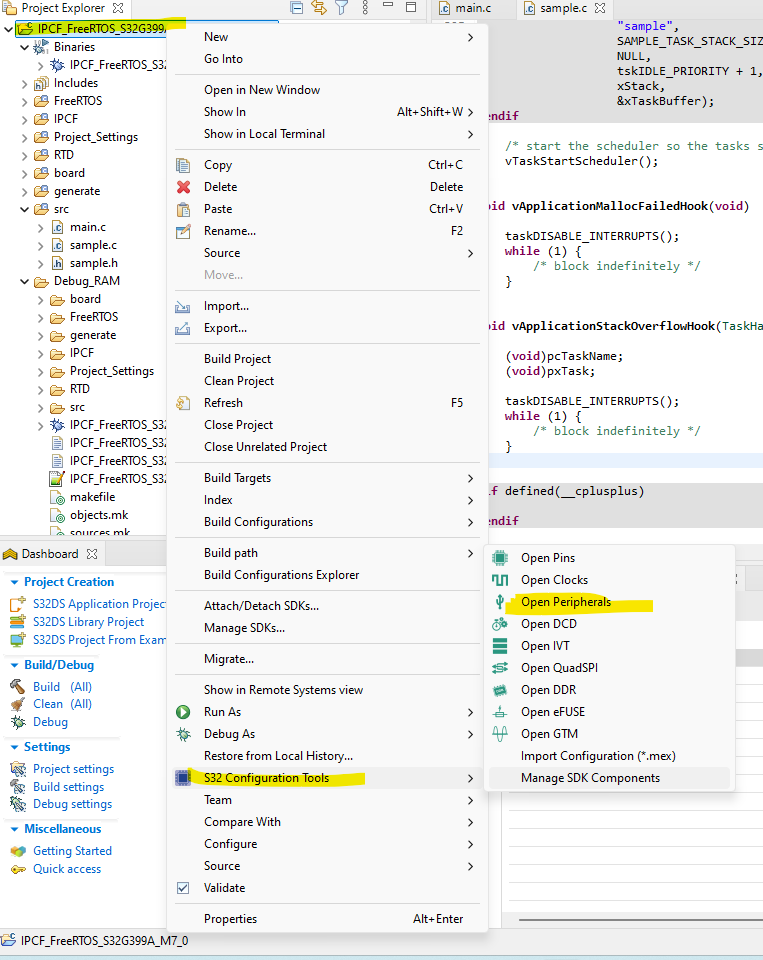 Project Explorer
IPCF_FreeRTOS_S32G399A
Binaries
IPCF_FreeRTOS_S32
Includes
FreeRTOS
IPCF
Project_Settings
RTD
board
generate
src
main.c
sample.c
sample.h
Debug_RAM
board
FreeRTOS
generate
IPCF
Project_Settings
RTD
src
IPCF_FreeRTOS_S32
IPCF_FreeRTOS_S32
IPCF_FreeRTOS_S32
IPCF_FreeRTOS_S32
makefile
objects.mk
sources.mk
Dashboard
Project Creation
S32DS Application Project
S32DS Library Project
S32DS Project From Exam
Build/Debug
Build (All)
Clean (All)
Debug
Settings
Project settings
Build settings
Debug settings
Miscellaneous
Getting Started
Quick access
IPCF_FreeRTOS_S32G399A_M7_0
New
Go Into
Open in New Window
Show In Alt+Shift+W
Show in Local Terminal
Copy Ctrl+C
Delete Delete
Paste Ctrl+V
Rename... F2
Source
Move...
Import...
Export...
Build Project
Clean Project
Refresh F5
Close Project
Close Unrelated Project
Build Targets
Index
Build Configurations
Build path
Build Configurations Explorer
Attach/Detach SDKs...
Manage SDKs...
Migrate...
Show in Remote Systems view
Run As
Debug As
Restore from Local History...
S32 Configuration Tools
Team
Compare With
Configure
Source
Validate
Properties Alt+Enter
Open Pins
Open Clocks
Open Peripherals
Open DCD
Open IVT
Open QuadSPI
Open DDR
Open eFUSE
Open GTM
Import Configuration (*.mex)
Manage SDK Components
main.c
sample.c
"sample",
SAMPLE_TASK_STACK_SIZ
NULL,
tskIDLE_PRIORITY + 1,
xStack,
&xTaskBuffer);
endif
/* start the scheduler so the tasks s
vTaskStartScheduler();
id vApplicationMallocFailedHook(void)
taskDISABLE_INTERRUPTS();
while (1) {
/* block indefinitely */
}
id vApplicationStackOverflowHook(TaskHa
(void)pcTaskName;
(void)pxTask;
taskDISABLE_INTERRUPTS();
while (1) {
/* block indefinitely */
}
f defined(__cplusplus)
endif